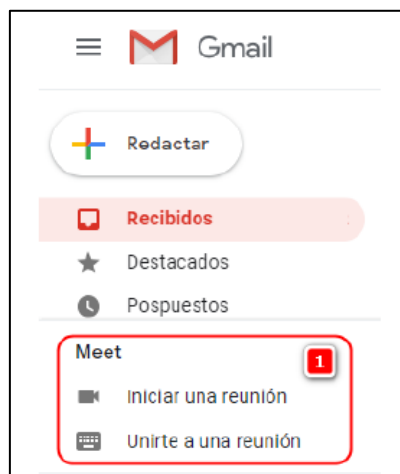 Gmail
Redactar
Recibidos
Destacados
Pospuestos
Meet
1
Iniciar una reunión
Unirte a una reunión